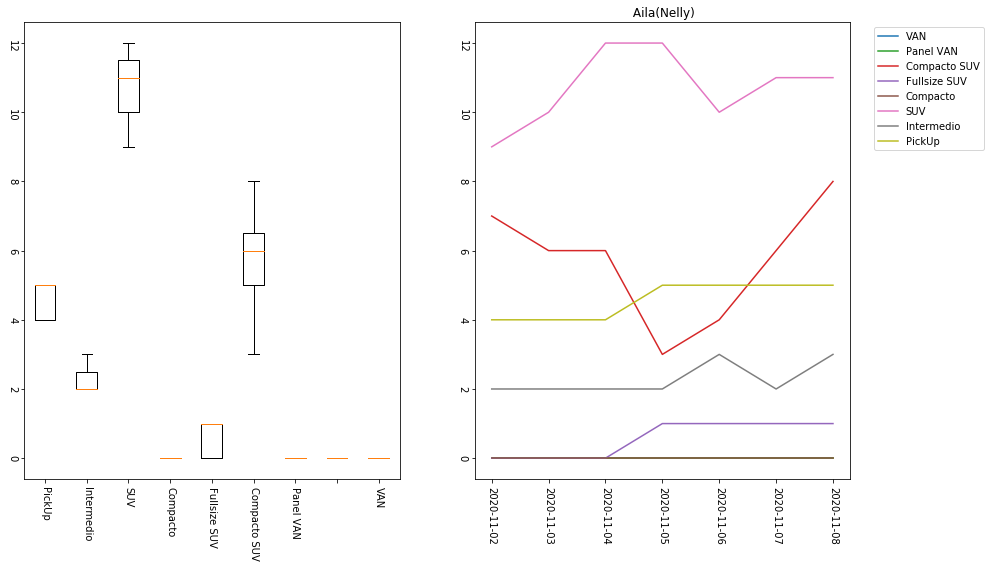 Aila(Nelly)
12
10
8
6
4
2
0
PickUp
Intermedio
SUV
Compacto
Fullsize SUV
Compacto SUV
Panel VAN
VAN
12
10
8
6
4
2
0
2020-11-02
2020-11-03
2020-11-04
2020-11-05
2020-11-06
2020-11-07
2020-11-08
VAN
Panel VAN
Compacto SUV
Fullsize SUV
Compacto
SUV
Intermedio
PickUp